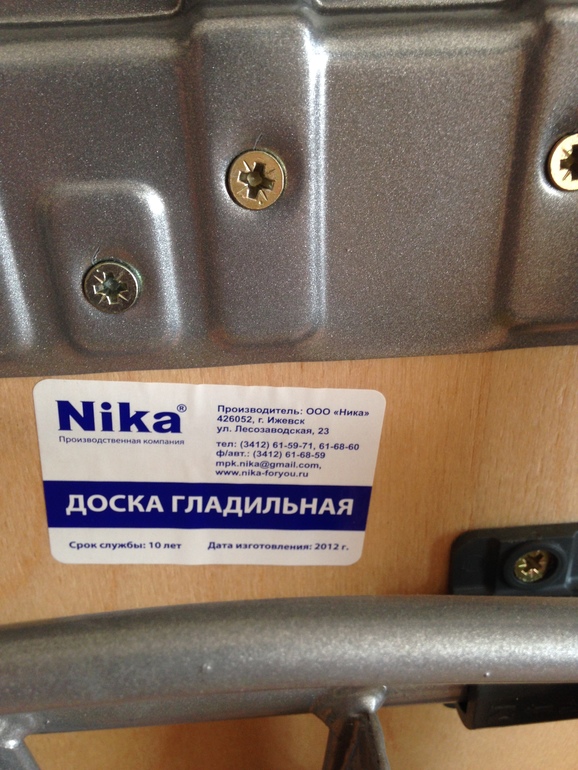 Nika®
Производственная компания
Производитель: ООО «Ника»
426052, г. Ижевск
ул. Лесозаводская, 23
тел: (3412) 61-59-71, 61-68-60
ф/авт.: (3412) 61-68-59
mpk.nika@gmail.com,
www.nika-foryou.ru
ДОСКА ГЛАДИЛЬНАЯ
Срок службы: 10 лет Дата изготовления: 2012 г.